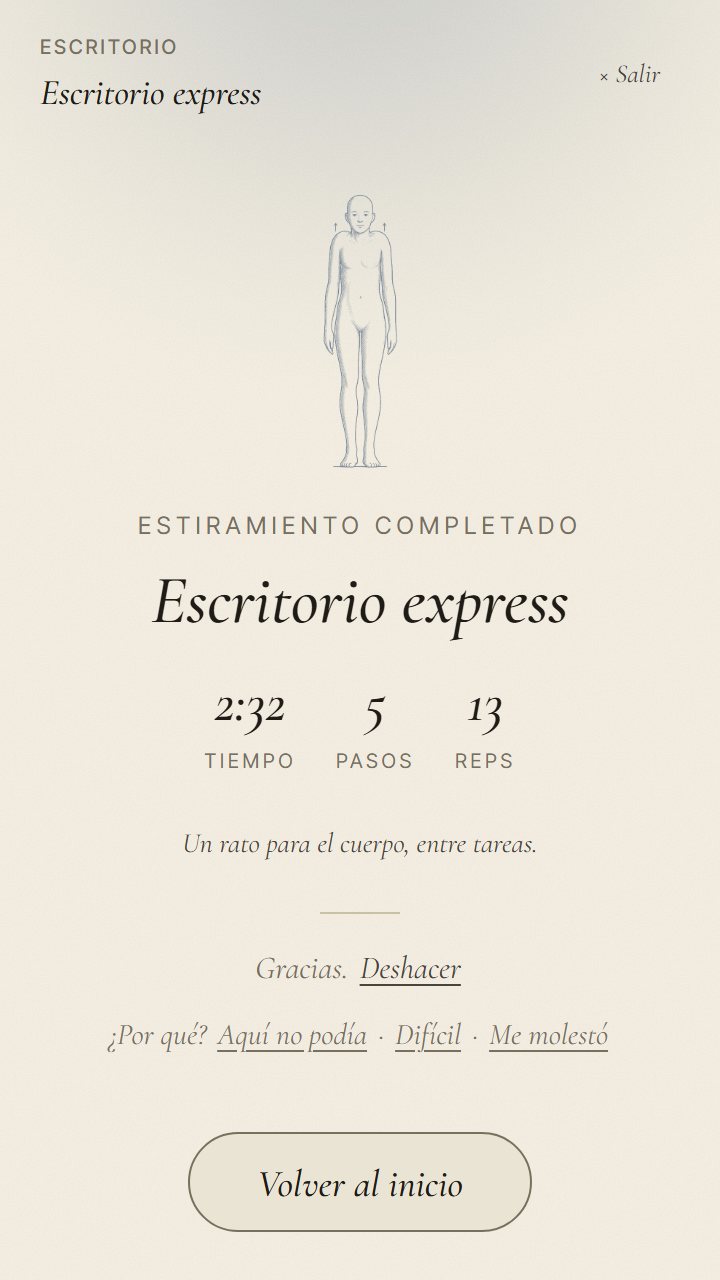 ESCRITORIO
Escritorio express
× Salir
ESTIRAMIENTO COMPLETADO
Escritorio express
2:32 5 13
TIEMPO PASOS REPS
Un rato para el cuerpo, entre tareas.
Gracias. Deshacer
¿Por qué? Aquí no podía · Difícil · Me molestó
Volver al inicio